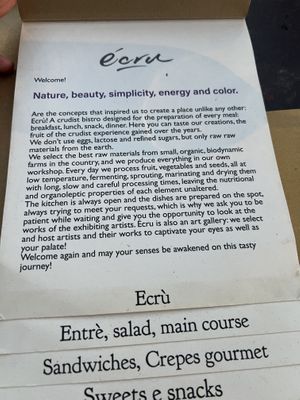 écru
Welcome!
Nature, beauty, simplicity, energy and color.
Are the concepts that inspired us to create a place unlike any other:
Ecrù! A crudist bistro designed for the preparation of every meal:
breakfast, lunch, snack, dinner. Here you can taste our creations, the
fruit of the crudist experience gained over the years.
We don't use eggs, lactose and refined sugars, but only raw raw
materials from the earth.
We select the best raw materials from small, organic, biodynamic
farms in the country, and we produce everything in our own
workshop. Every day we process fruit, vegetables and seeds, all at
low temperature, fermenting, sprouting, marinating and drying them
with long, slow and careful processing times, leaving the nutritional
and organoleptic properties of each element unaltered.
The kitchen is always open and the dishes are prepared on the spot,
always trying to meet your requests, which is why we ask you to be
patient while waiting and give you the opportunity to look at the
works of the exhibiting artists. Ecru is also an art gallery: we select
and host artists and their works to captivate your eyes as well as
your palate!
Welcome again and may your senses be awakened on this tasty
journey!
Ecrù
Entrè, salad, main course
Sandwiches, Crepes gourmet
Sweets e snacks